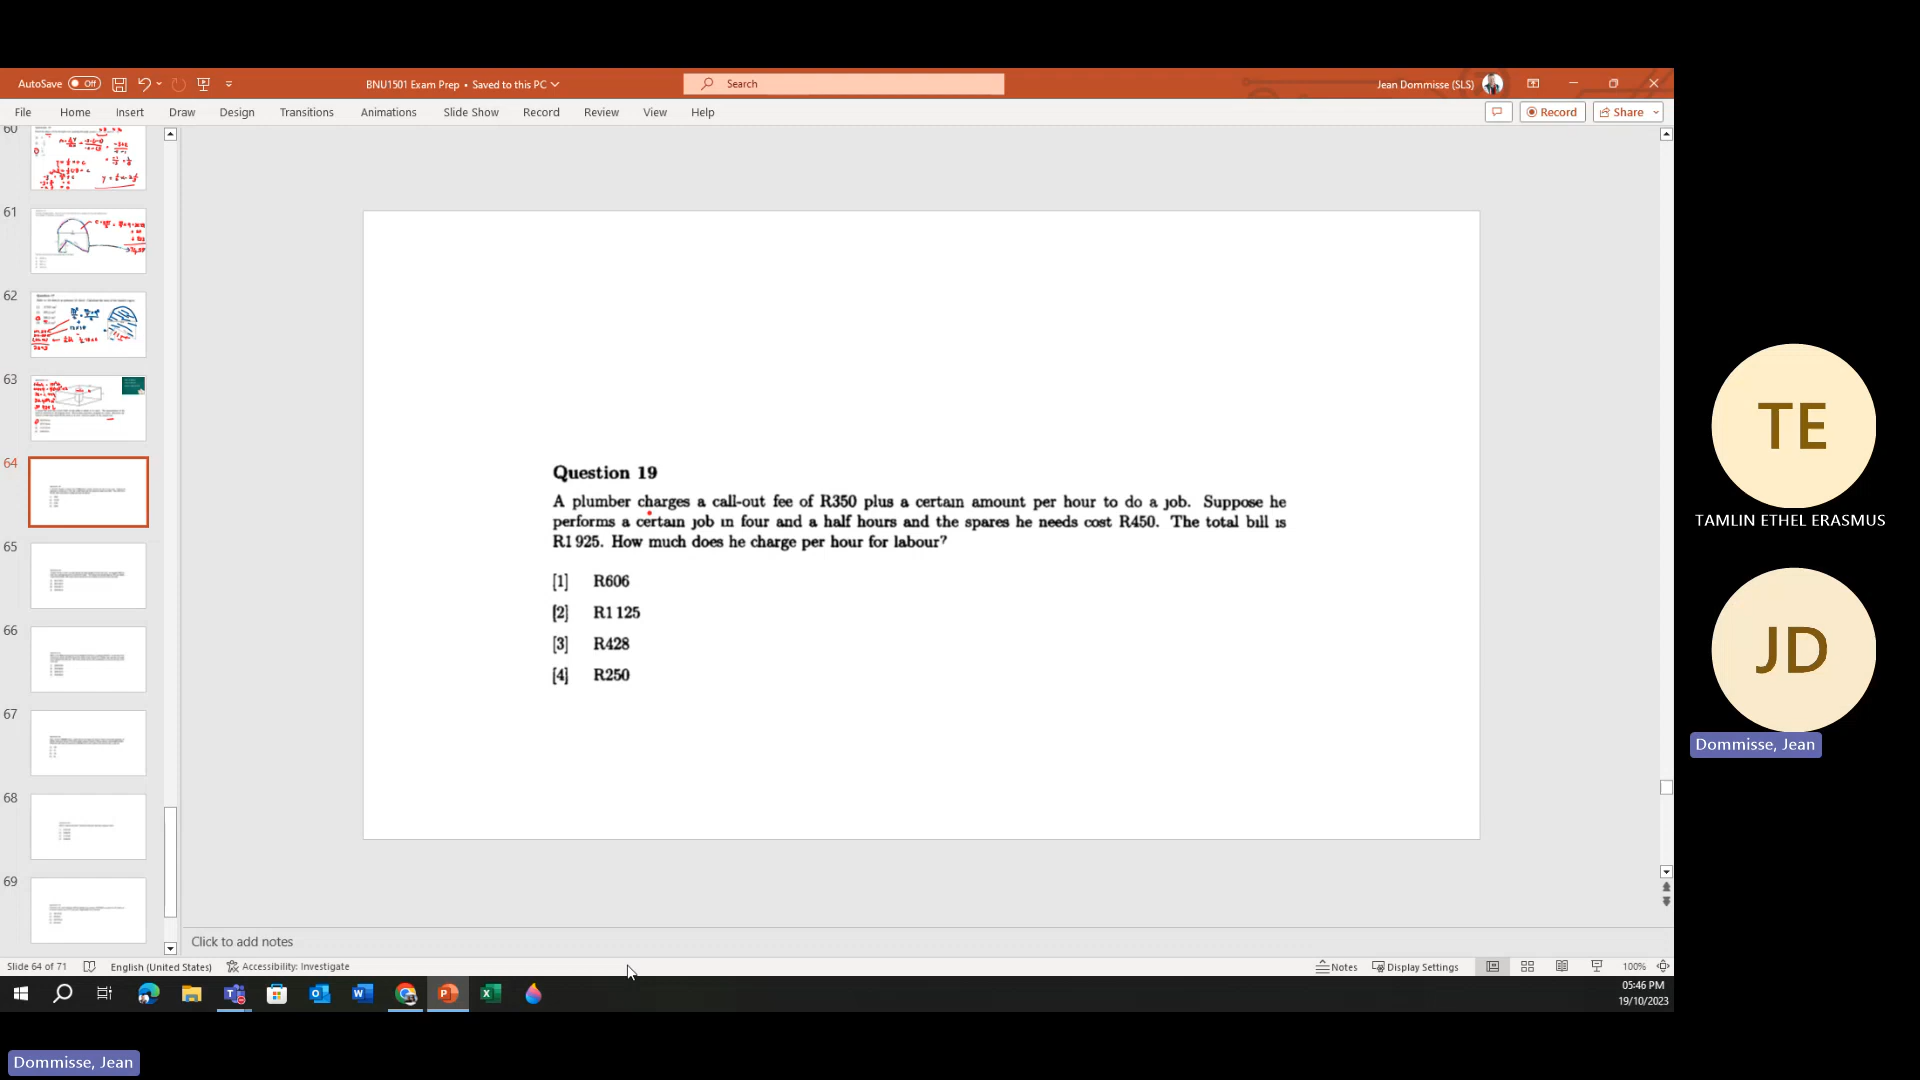 AutoSave Off
BNU1501 Exam Prep • Saved to this PC
Search
Jean Dommisse (SLS)
File Home Insert Draw Design Transitions Animations Slide Show Record Review View Help
Record
Share
60
61
62
63
64
65
66
67
68
69
Question 19
A plumber charges a call-out fee of R350 plus a certain amount per hour to do a job. Suppose he
performs a certain job in four and a half hours and the spares he needs cost R450. The total bill is
R1 925. How much does he charge per hour for labour?
[1] R606
[2] R1 125
[3] R428
[4] R250
Click to add notes
Slide 64 of 71
English (United States)
Accessibility: Investigate
Notes
Display Settings
100%
05:46 PM
19/10/2023
TE
TAMLIN ETHEL ERASMUS
JD
Dommisse, Jean
Dommisse, Jean